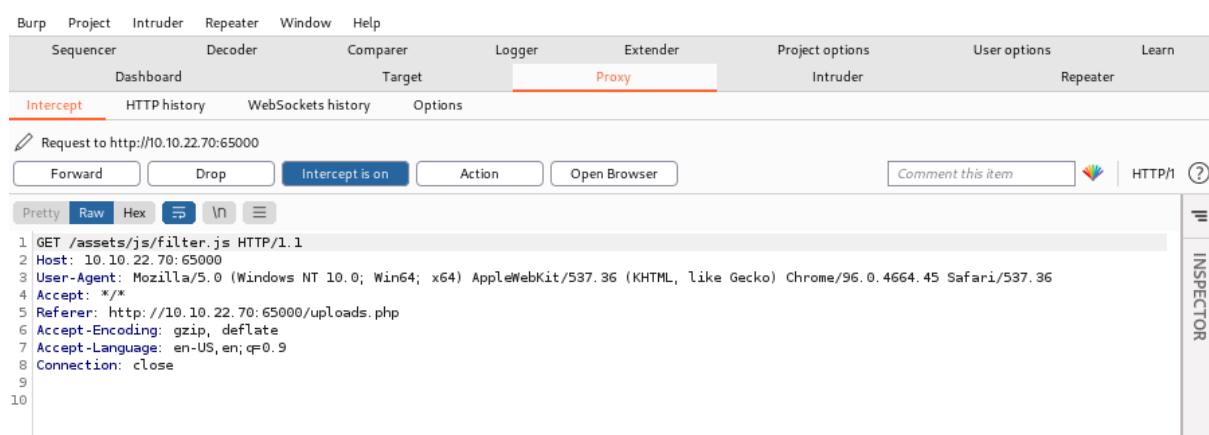 Burp Project Intruder Repeater Window Help
Sequencer Decoder Comparer Logger Extender Project options User options Learn
Dashboard Target Proxy Intruder Repeater
Intercept HTTP history WebSockets history Options
Request to http://10.10.22.70:65000
Forward Drop Intercept is on Action Open Browser Comment this item HTTP/1 ?
Pretty Raw Hex \n
1 GET /assets/js/filter.js HTTP/1.1
2 Host: 10.10.22.70:65000
3 User-Agent: Mozilla/5.0 (Windows NT 10.0; Win64; x64) AppleWebKit/537.36 (KHTML, like Gecko) Chrome/96.0.4664.45 Safari/537.36
4 Accept: */*
5 Referer: http://10.10.22.70:65000/uploads.php
6 Accept-Encoding: gzip, deflate
7 Accept-Language: en-US,en;q=0.9
8 Connection: close
9
10
INSPECTOR